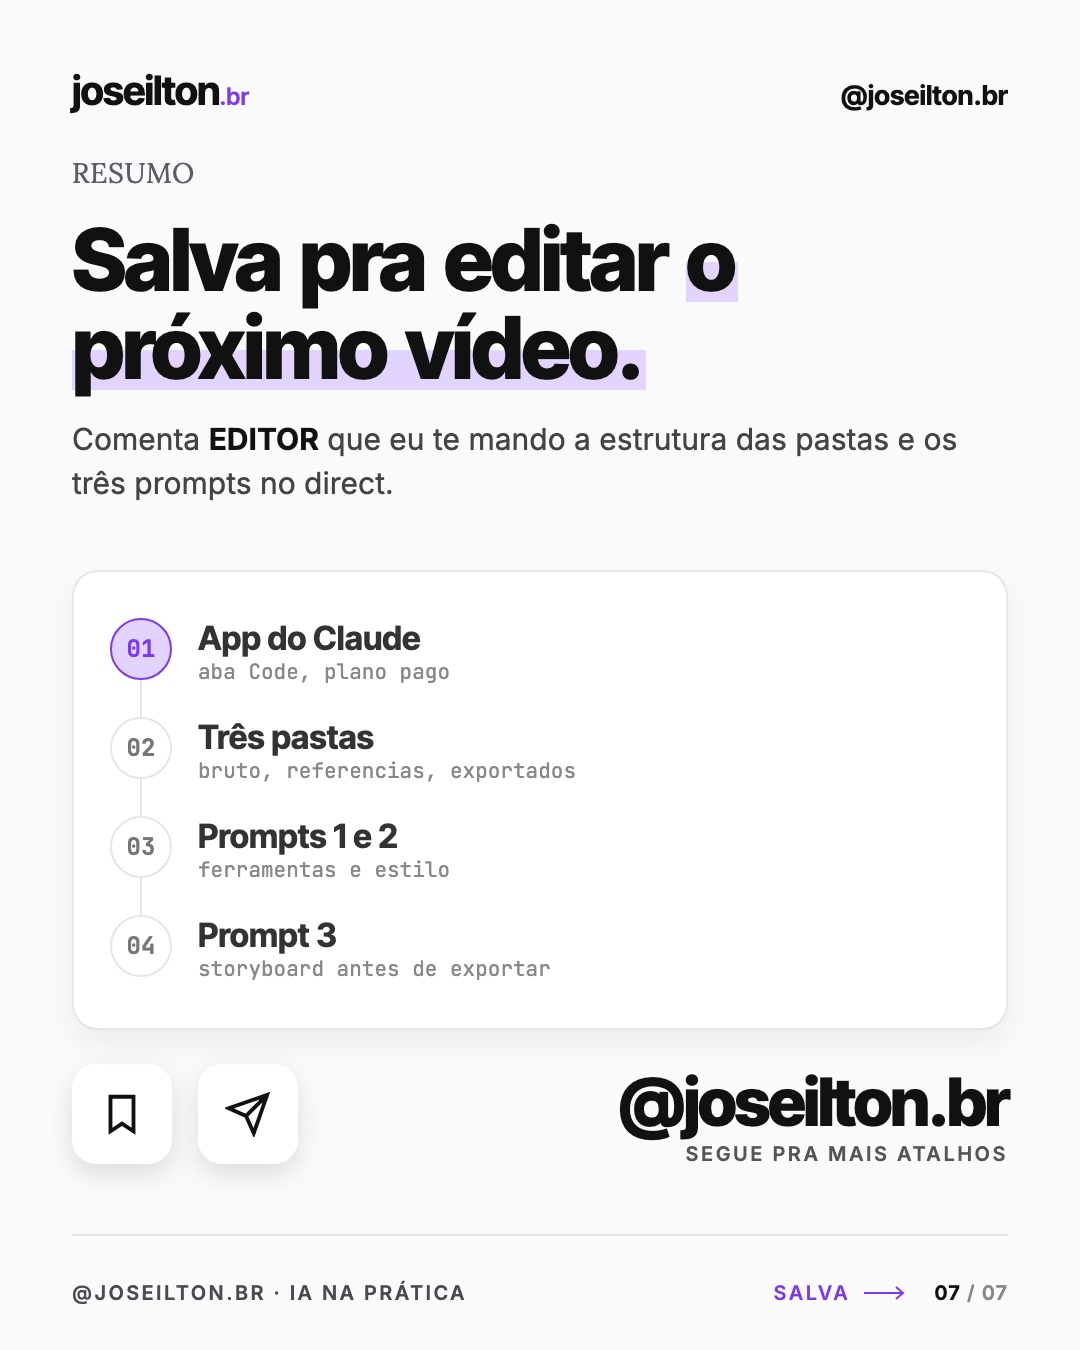 joseilton.br
@joseilton.br
RESUMO
Salva pra editar o
próximo vídeo.
Comenta EDITOR que eu te mando a estrutura das pastas e os
três prompts no direct.
01
App do Claude
aba Code, plano pago
02
Três pastas
bruto, referencias, exportados
03
Prompts 1 e 2
ferramentas e estilo
04
Prompt 3
storyboard antes de exportar
@joseilton.br
SEGUE PRA MAIS ATALHOS
@JOSEILTON.BR · IA NA PRÁTICA
SALVA → 07 / 07